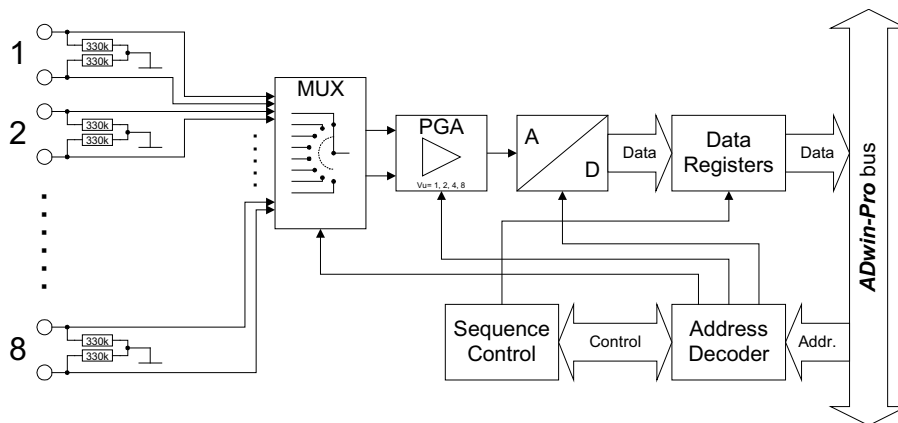 1
330k
330k
2
330k
330k
8
330k
330k
MUX
PGA
Vu= 1, 2, 4, 8
A
D
Data
Data
Registers
Data
ADwin-Pro bus
Sequence
Control
Control
Address
Decoder
Addr.